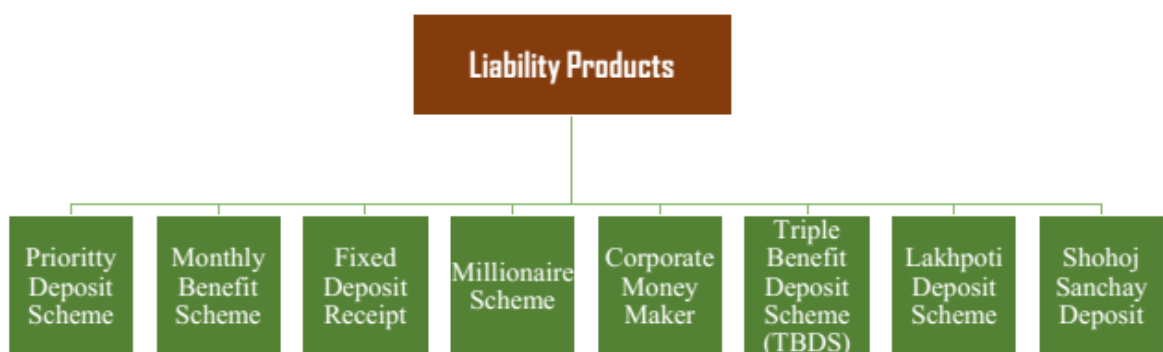 Liability Products
Prioritty
Deposit
Scheme
Monthly
Benefit
Scheme
Fixed
Deposit
Receipt
Millionaire
Scheme
Corporate
Money
Maker
Triple
Benefit
Deposit
Scheme
(TBDS)
Lakhpoti
Deposit
Scheme
Shohoj
Sanchay
Deposit